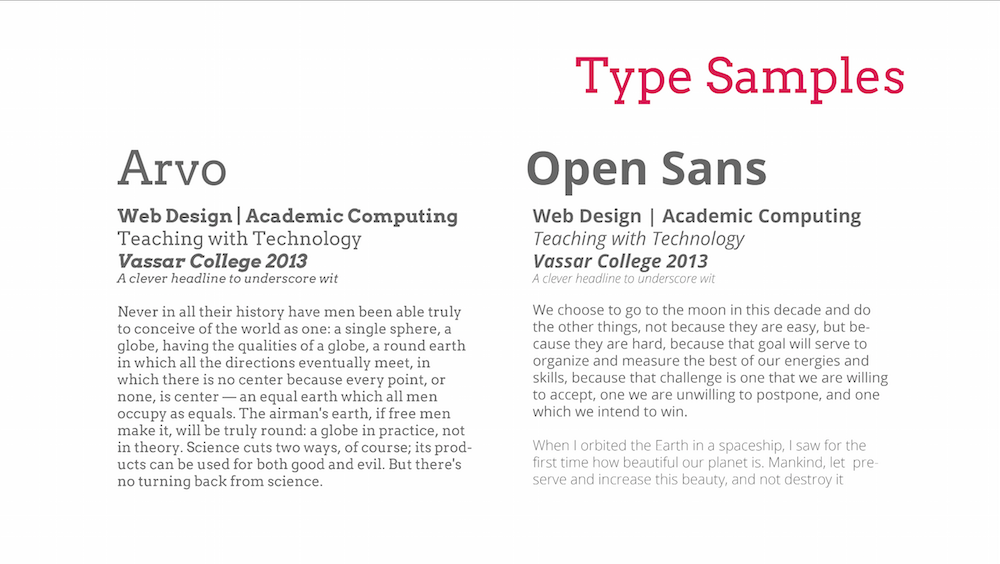 Type Samples
Arvo
Web Design | Academic Computing
Teaching with Technology
Vassar College 2013
A clever headline to underscore wit
Never in all their history have men been able truly
to conceive of the world as one: a single sphere, a
globe, having the qualities of a globe, a round earth
in which all the directions eventually meet, in
which there is no center because every point, or
none, is center — an equal earth which all men
occupy as equals. The airman's earth, if free men
make it, will be truly round: a globe in practice, not
in theory. Science cuts two ways, of course; its prod-
ucts can be used for both good and evil. But there's
no turning back from science.
Open Sans
Web Design | Academic Computing
Teaching with Technology
Vassar College 2013
A clever headline to underscore wit
We choose to go to the moon in this decade and do
the other things, not because they are easy, but be-
cause they are hard, because that goal will serve to
organize and measure the best of our energies and
skills, because that challenge is one that we are willing
to accept, one we are unwilling to postpone, and one
which we intend to win.
When I orbited the Earth in a spaceship, I saw for the
first time how beautiful our planet is. Mankind, let  pre-
serve and increase this beauty, and not destroy it